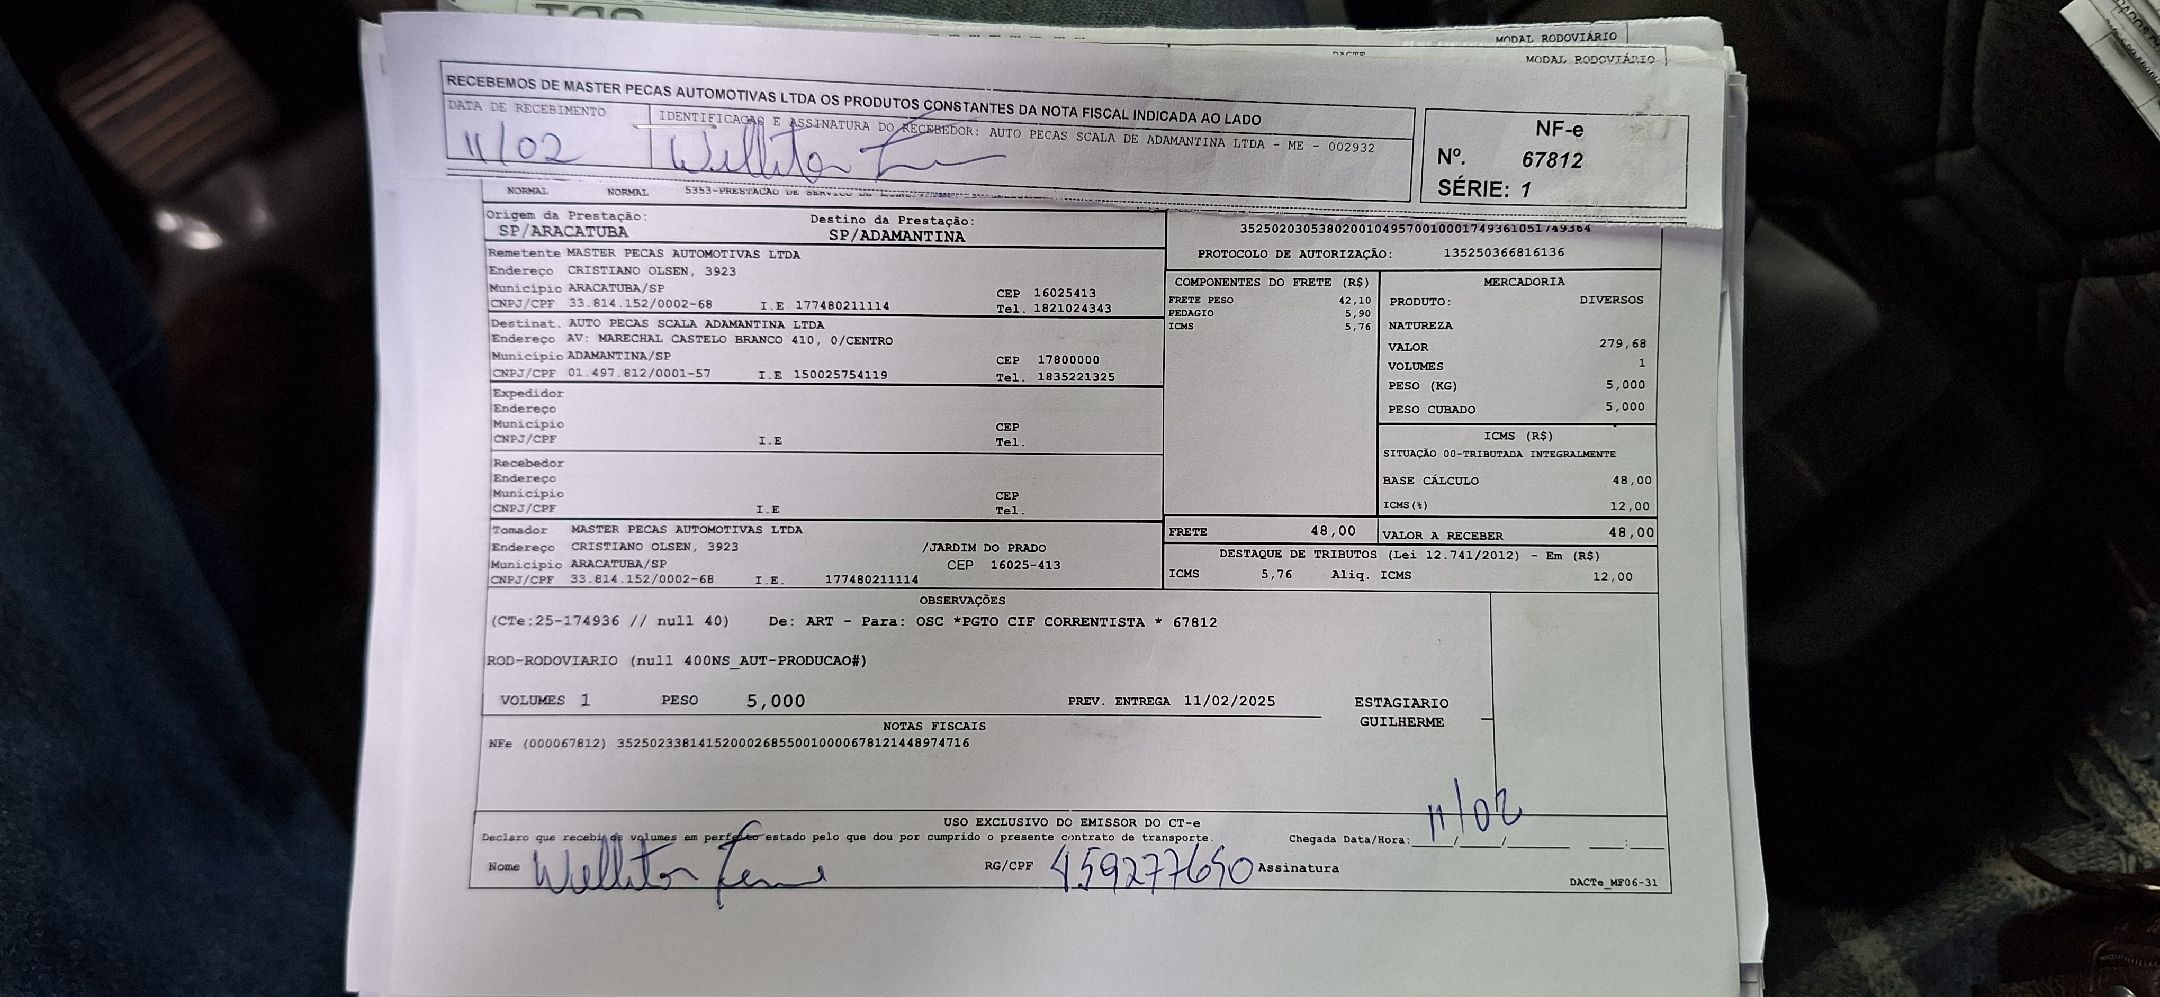 MODAL RODOVIÁRIO
DACTE
MODAL RODOVIÁRIO
RECEBEMOS DE MASTER PECAS AUTOMOTIVAS LTDA OS PRODUTOS CONSTANTES DA NOTA FISCAL INDICADA AO LADO
DATA DE RECEBIMENTO
IDENTIFICACAO E ASSINATURA DO RECEBEDOR: AUTO PECAS SCALA DE ADAMANTINA LTDA - ME - 002932
11/02
Welliton
NF-e
Nº. 67812
SÉRIE: 1
NORMAL NORMAL 5353-PRESTACAO DE SERVICO DE
Origem da Prestação:
SP/ARACATUBA
Destino da Prestação:
SP/ADAMANTINA
PROTOCOLO DE AUTORIZAÇÃO: 135250366816136
Remetente MASTER PECAS AUTOMOTIVAS LTDA
Endereço CRISTIANO OLSEN, 3923
Município ARACATUBA/SP CEP 16025413
CNPJ/CPF 33.814.152/0002-68 I.E 177480211114 Tel. 1821024343
Destinat. AUTO PECAS SCALA ADAMANTINA LTDA
Endereço AV: MARECHAL CASTELO BRANCO 410, 0/CENTRO
Município ADAMANTINA/SP CEP 17800000
CNPJ/CPF 01.497.812/0001-57 I.E 150025754119 Tel. 1835221325
Expedidor
Endereço
Município CEP
CNPJ/CPF I.E Tel.
Recebedor
Endereço
Município CEP
CNPJ/CPF I.E Tel.
Tomador MASTER PECAS AUTOMOTIVAS LTDA
Endereço CRISTIANO OLSEN, 3923 /JARDIM DO PRADO
Município ARACATUBA/SP CEP 16025-413
CNPJ/CPF 33.814.152/0002-68 I.E. 177480211114
COMPONENTES DO FRETE (R$)
FRETE PESO 42,10
PEDAGIO 5,90
ICMS 5,76
FRETE 48,00
MERCADORIA
PRODUTO: DIVERSOS
NATUREZA
VALOR 279,68
VOLUMES 1
PESO (KG) 5,000
PESO CUBADO 5,000
ICMS (R$)
SITUAÇÃO 00-TRIBUTADA INTEGRALMENTE
BASE CÁLCULO 48,00
ICMS(%) 12,00
VALOR A RECEBER 48,00
DESTAQUE DE TRIBUTOS (Lei 12.741/2012) - Em (R$)
ICMS 5,76 Aliq. ICMS 12,00
OBSERVAÇÕES
(CTe:25-174936 // null 40) De: ART - Para: OSC *PGTO CIF CORRENTISTA * 67812
ROD-RODOVIARIO (null 400NS_AUT-PRODUCAO#)
VOLUMES 1 PESO 5,000 PREV. ENTREGA 11/02/2025 ESTAGIARIO
GUILHERME
NOTAS FISCAIS
NFe (000067812) 35250233814152000268550010000678121448974716
USO EXCLUSIVO DO EMISSOR DO CT-e
Declaro que recebi os volumes em perfeito estado pelo que dou por cumprido o presente contrato de transporte.
Chegada Data/Hora: 11/02
Nome Welliton RG/CPF 459277650 Assinatura
DACTe_MF06-31